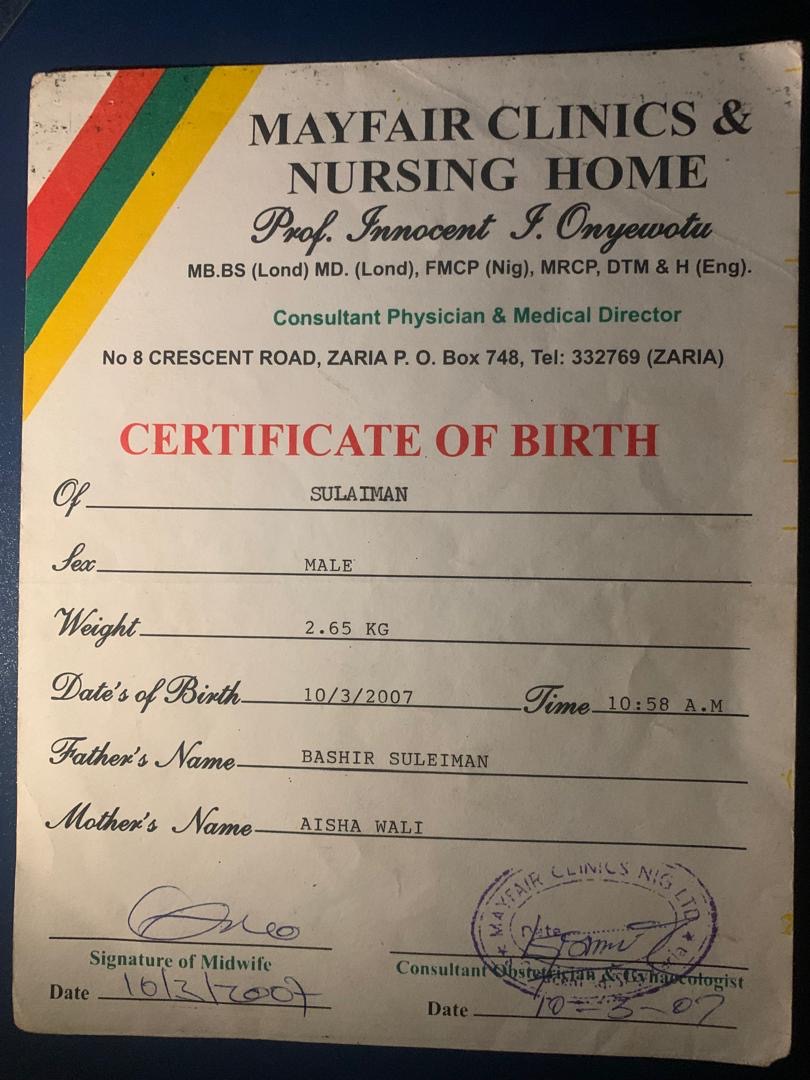 MAYFAIR CLINICS &
NURSING HOME
Prof. Innocent I. Onyewotu
MB.BS (Lond) MD. (Lond), FMCP (Nig), MRCP, DTM & H (Eng).
Consultant Physician & Medical Director
No 8 CRESCENT ROAD, ZARIA P. O. Box 748, Tel: 332769 (ZARIA)
CERTIFICATE OF BIRTH
Of SULAIMAN
Sex MALE
Weight 2.65 KG
Date's of Birth 10/3/2007 Time 10:58 A.M
Father's Name BASHIR SULEIMAN
Mother's Name AISHA WALI
MAYFAIR CLINICS NIG LTD
Date
Signature of Midwife
Consultant Obstetrician & Gynaecologist
Date 10/3/2007
Date 10-3-07